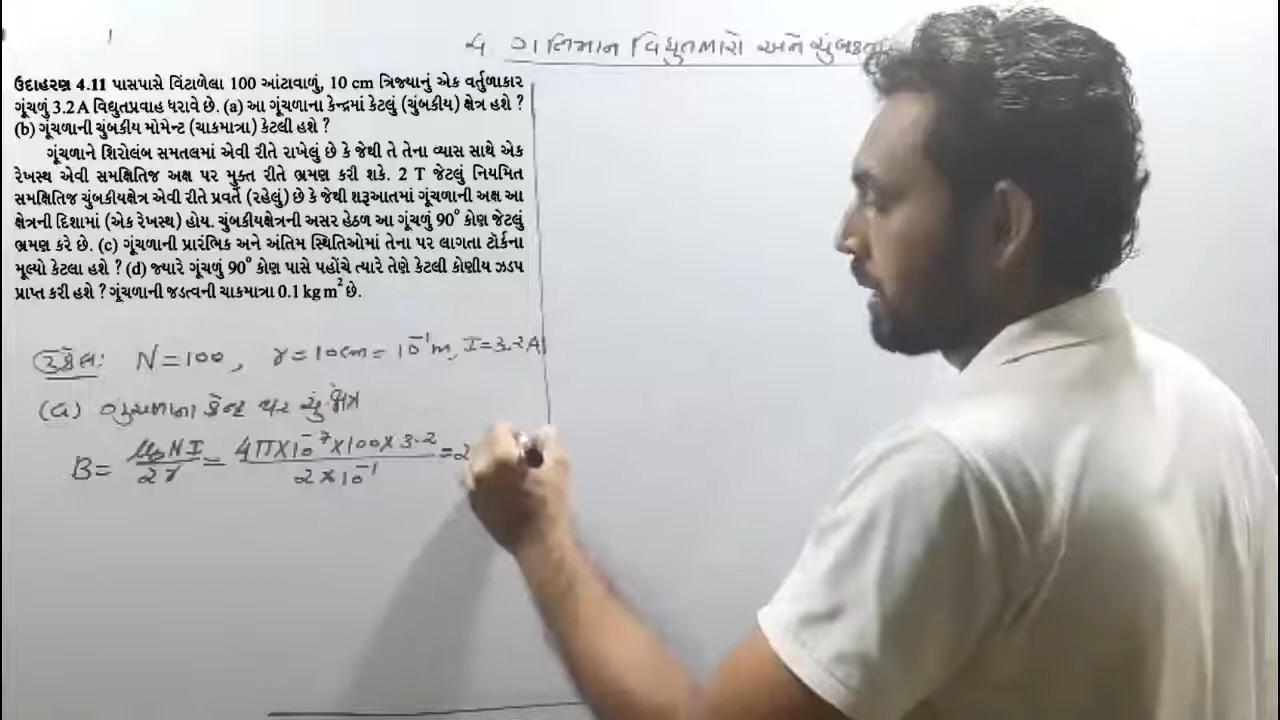 ૪ ગતિમાન વિદ્યુતભારો અને ચુંબકત્વ
ઉદાહરણ 4.11 પાસપાસે વિંટાળેલા 100 આંટાવાળું, 10 cm ત્રિજ્યાનું એક વર્તુળાકાર
ગૂંચળું 3.2 A વિદ્યુતપ્રવાહ ધરાવે છે. (a) આ ગૂંચળાના કેન્દ્રમાં કેટલું (ચુંબકીય) ક્ષેત્ર હશે ?
(b) ગૂંચળાની ચુંબકીય મોમેન્ટ (ચાકમાત્રા) કેટલી હશે ?
ગૂંચળાને શિરોલંબ સમતલમાં એવી રીતે રાખેલું છે કે જેથી તે તેના વ્યાસ સાથે એક
રેખસ્થ એવી સમક્ષિતિજ અક્ષ પર મુક્ત રીતે ભ્રમણ કરી શકે. 2 T જેટલું નિયમિત
સમક્ષિતિજ ચુંબકીયક્ષેત્ર એવી રીતે પ્રવર્તે (રહેલું) છે કે જેથી શરૂઆતમાં ગૂંચળાની અક્ષ આ
ક્ષેત્રની દિશામાં (એક રેખસ્થ) હોય. ચુંબકીયક્ષેત્રની અસર હેઠળ આ ગૂંચળું 90° કોણ જેટલું
ભ્રમણ કરે છે. (c) ગૂંચળાની પ્રારંભિક અને અંતિમ સ્થિતિઓમાં તેના પર લાગતા ટૉર્કના
મૂલ્યો કેટલા હશે ? (d) જ્યારે ગૂંચળું 90° કોણ પાસે પહોંચે ત્યારે તેણે કેટલી કોણીય ઝડપ
પ્રાપ્ત કરી હશે ? ગૂંચળાની જડત્વની ચાકમાત્રા 0.1 kg m² છે.
ઉકેલ: N = 100, r = 10cm = 10⁻¹m, I = 3.2A
(a) ગુંચળાના કેન્દ્ર પર ચું ક્ષેત્ર
B = μ₀NI/2r = 4π×10⁻⁷×100×3.2/2×10⁻¹ = 2